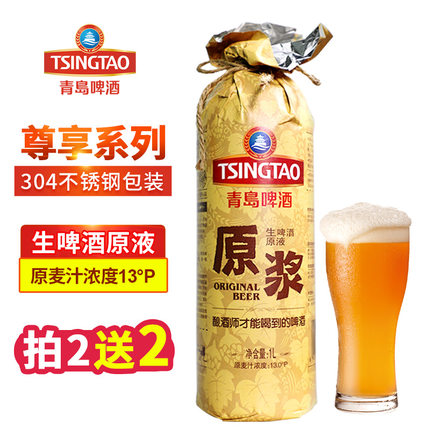 TSINGTAO
青島啤酒
尊享系列
304不锈钢包装
生啤酒原液
原麦汁浓度13°P
拍2送2
TSINGTAO
青島啤酒
生啤酒
原液
原浆
ORIGINAL
BEER
酿酒师才能喝到的啤酒
净含量:1L
原麦汁浓度:13.0°P